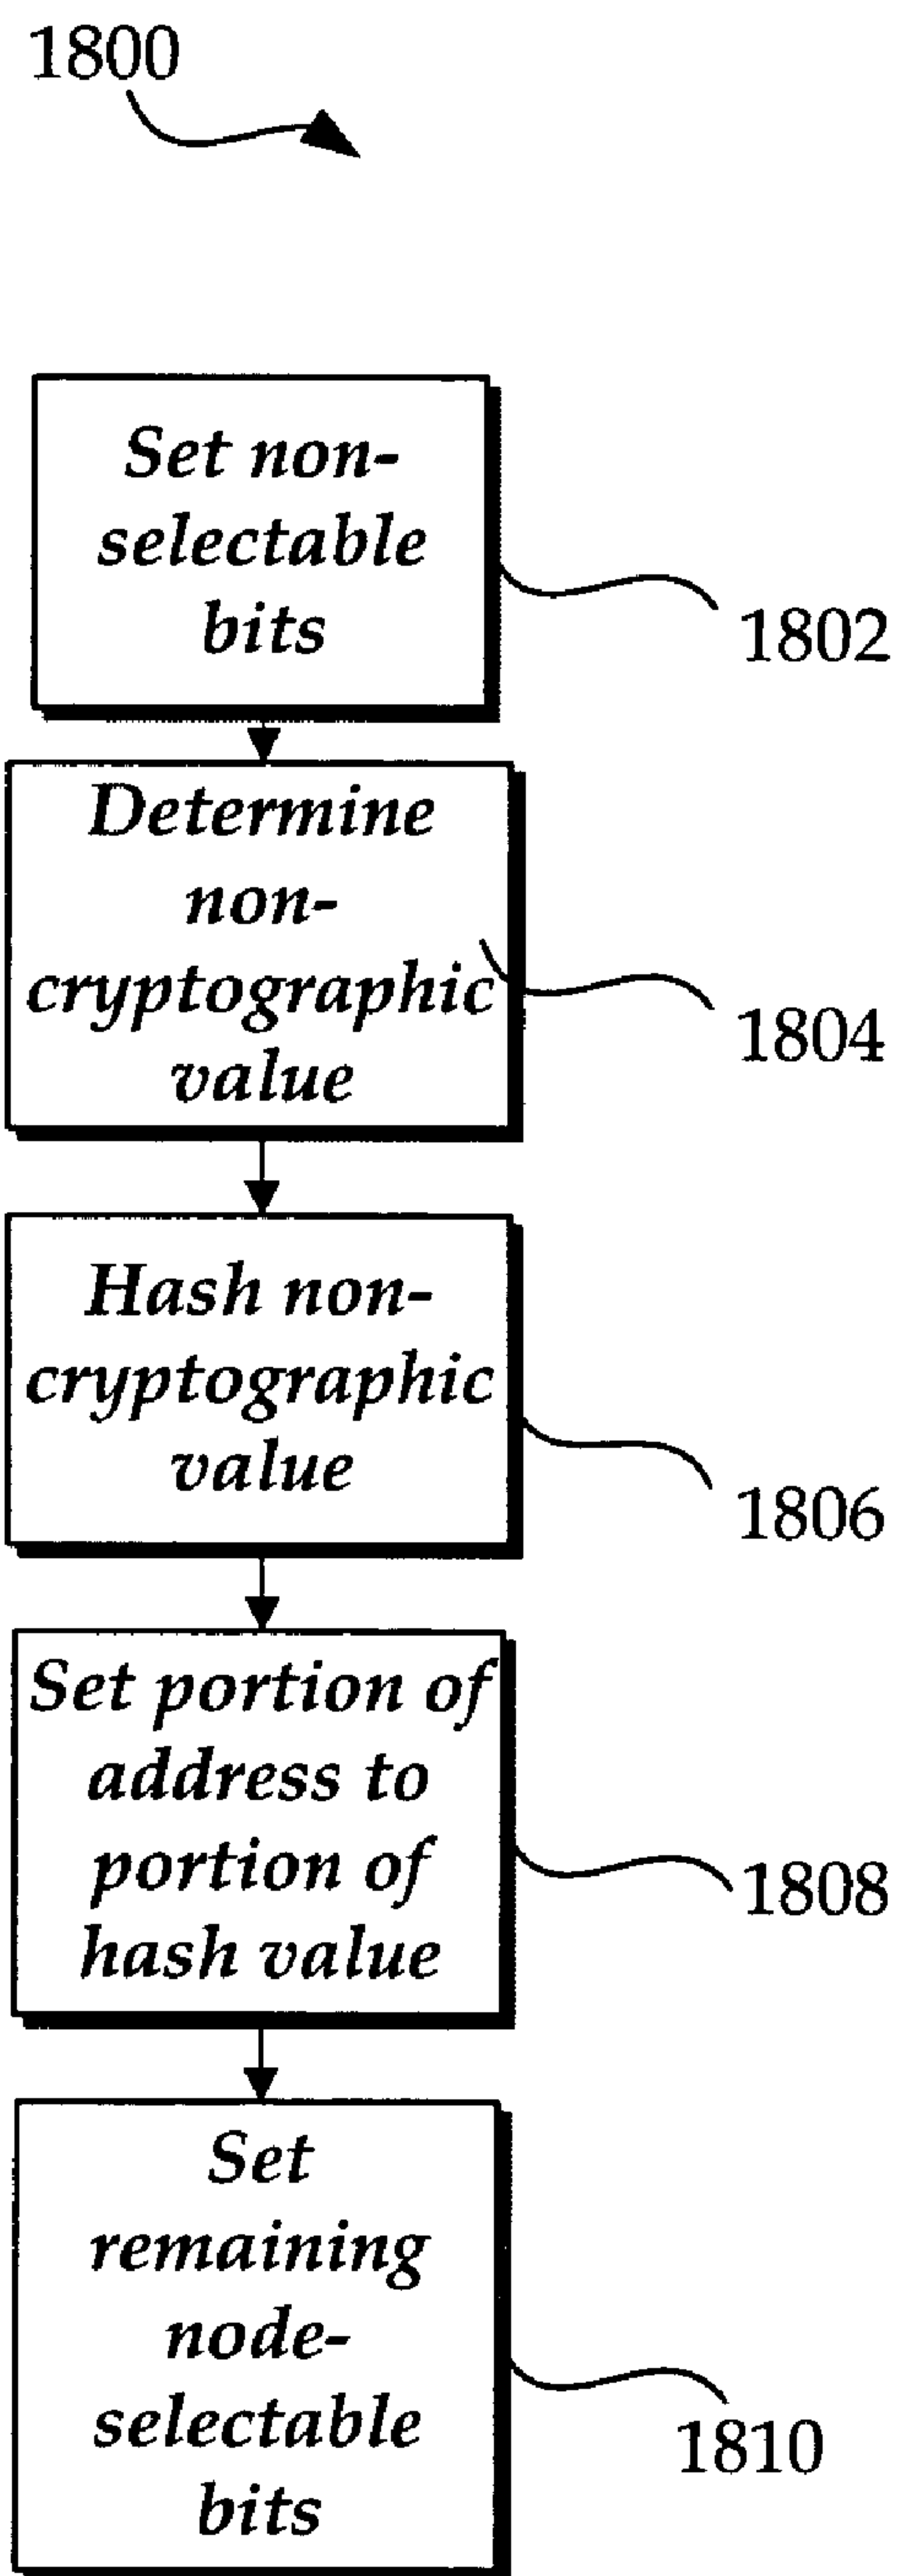 1800
Set non-
selectable
bits
1802
Determine
non-
cryptographic
value
1804
Hash non-
cryptographic
value
1806
Set portion of
address to
portion of
hash value
1808
Set
remaining
node-
selectable
bits
1810